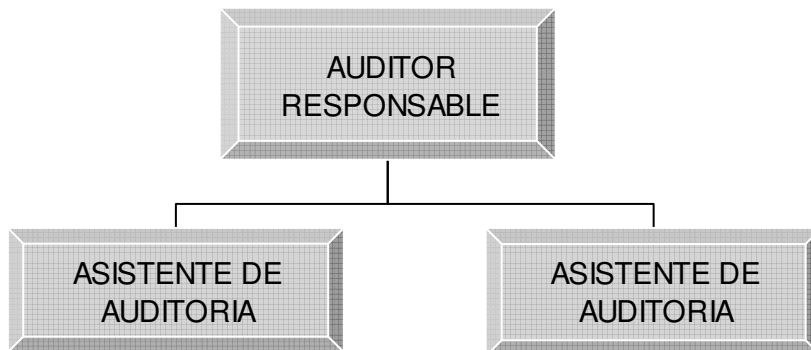 AUDITOR
RESPONSABLE
ASISTENTE DE
AUDITORIA
ASISTENTE DE
AUDITORIA